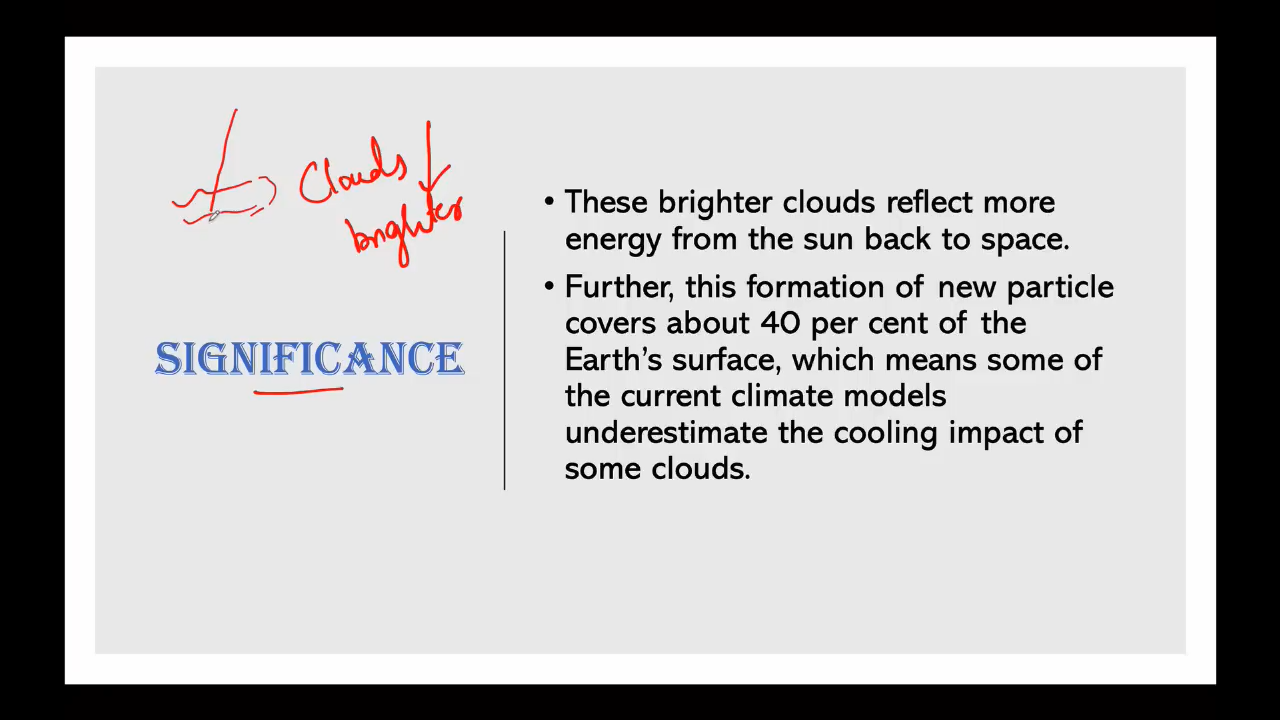 Clouds
brighter
SIGNIFICANCE
• These brighter clouds reflect more
energy from the sun back to space.
• Further, this formation of new particle
covers about 40 per cent of the
Earth's surface, which means some of
the current climate models
underestimate the cooling impact of
some clouds.